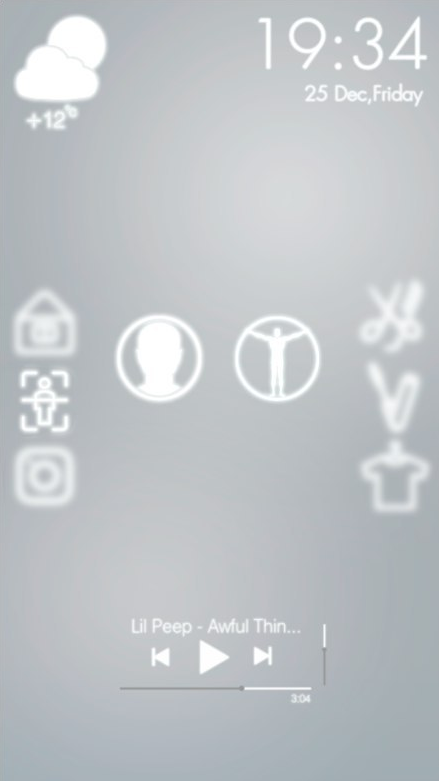 19:34
25 Dec,Friday
+12°c
Lil Peep - Awful Thin...
3:04